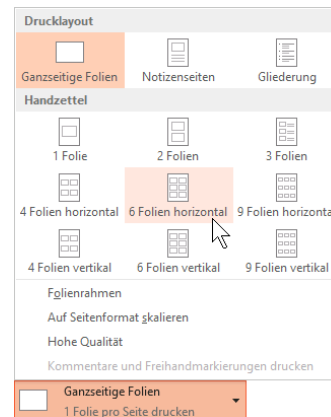 Drucklayout
Ganzseitige Folien Notizenseiten Gliederung
Handzettel
1 Folie 2 Folien 3 Folien
4 Folien horizontal 6 Folien horizontal 9 Folien horizonta
4 Folien vertikal 6 Folien vertikal 9 Folien vertikal
Folienrahmen
Auf Seitenformat skalieren
Hohe Qualität
Kommentare und Freihandmarkierungen drucken
Ganzseitige Folien
1 Folie pro Seite drucken